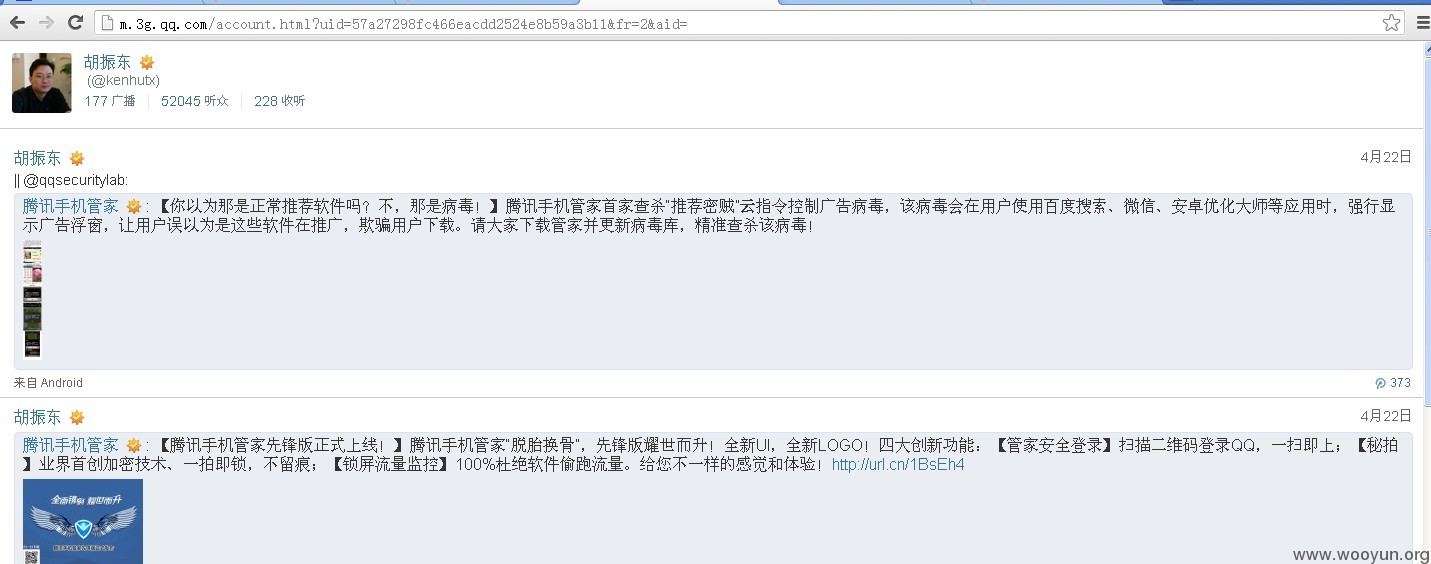 m.3g.qq.com/account.html?uid=57a27298fc466eacdd2524e8b59a3b11&fr=2&aid=
胡振东
(@kenhutx)
177 广播 52045 听众 228 收听
胡振东 4月22日
|| @qqsecuritylab:
腾讯手机管家 : 【你以为那是正常推荐软件吗？不，那是病毒！】腾讯手机管家首家查杀“推荐密贼”云指令控制广告病毒，该病毒会在用户使用百度搜索、微信、安卓优化大师等应用时，强行显
示广告浮窗，让用户误以为是这些软件在推广，欺骗用户下载。请大家下载管家并更新病毒库，精准查杀该病毒！
来自 Android 373
胡振东 4月22日
腾讯手机管家 : 【腾讯手机管家先锋版正式上线！】腾讯手机管家“脱胎换骨”，先锋版耀世而升！全新UI，全新LOGO！四大创新功能：【管家安全登录】扫描二维码登录QQ，一扫即上；【秘拍
】业界首创加密技术、一拍即锁，不留痕；【锁屏流量监控】100%杜绝软件偷跑流量。给您不一样的感觉和体验！http://url.cn/1BsEh4
www.wooyun.org